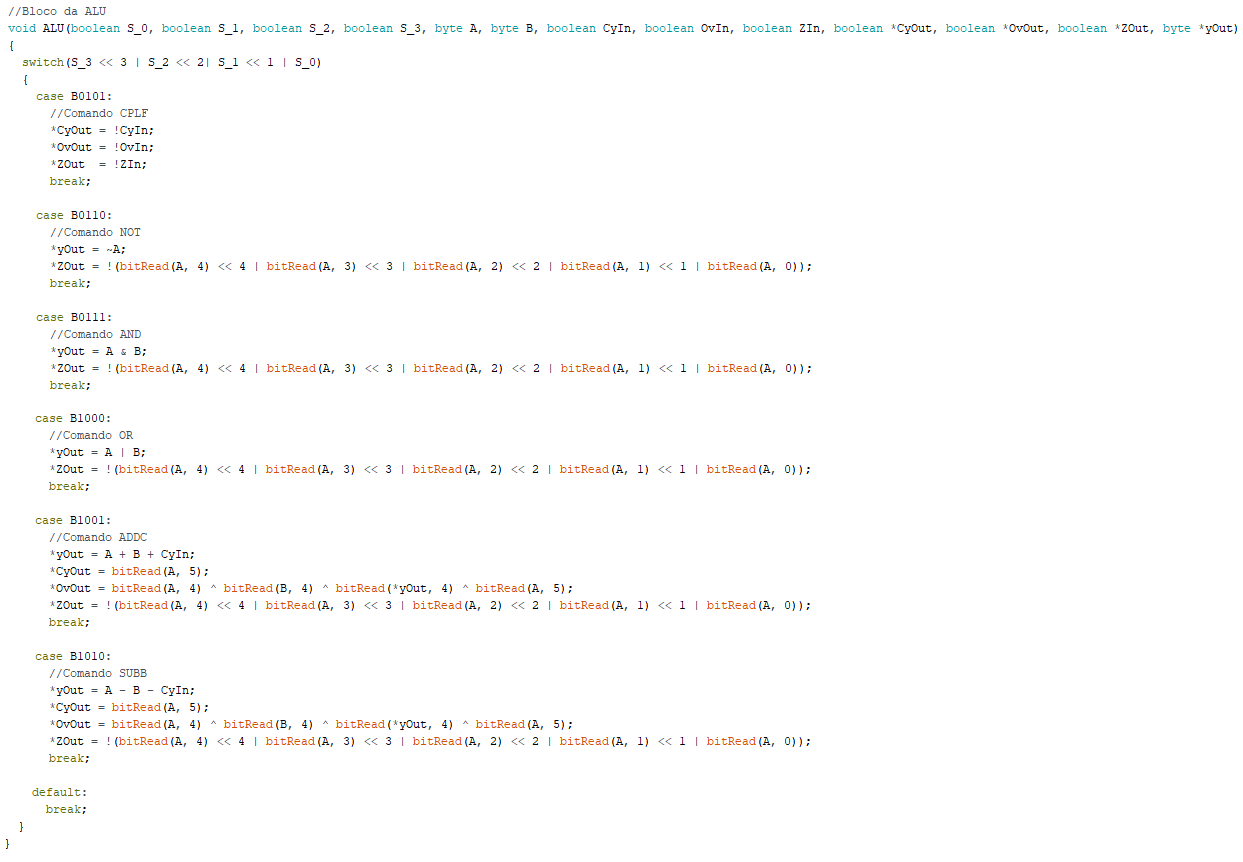 //Bloco da ALU
void ALU(boolean S_0, boolean S_1, boolean S_2, boolean S_3, byte A, byte B, boolean CyIn, boolean OvIn, boolean ZIn, boolean *CyOut, boolean *OvOut, boolean *ZOut, byte *yOut)
{
  switch(S_3 << 3 | S_2 << 2| S_1 << 1 | S_0)
  {
    case B0101:
      //Comando CPLF
      *CyOut = !CyIn;
      *OvOut = !OvIn;
      *ZOut  = !ZIn;
      break;

    case B0110:
      //Comando NOT
      *yOut = ~A;
      *ZOut = !(bitRead(A, 4) << 4 | bitRead(A, 3) << 3 | bitRead(A, 2) << 2 | bitRead(A, 1) << 1 | bitRead(A, 0));
      break;

    case B0111:
      //Comando AND
      *yOut = A & B;
      *ZOut = !(bitRead(A, 4) << 4 | bitRead(A, 3) << 3 | bitRead(A, 2) << 2 | bitRead(A, 1) << 1 | bitRead(A, 0));
      break;

    case B1000:
      //Comando OR
      *yOut = A | B;
      *ZOut = !(bitRead(A, 4) << 4 | bitRead(A, 3) << 3 | bitRead(A, 2) << 2 | bitRead(A, 1) << 1 | bitRead(A, 0));
      break;

    case B1001:
      //Comando ADDC
      *yOut = A + B + CyIn;
      *CyOut = bitRead(A, 5);
      *OvOut = bitRead(A, 4) ^ bitRead(B, 4) ^ bitRead(*yOut, 4) ^ bitRead(A, 5);
      *ZOut = !(bitRead(A, 4) << 4 | bitRead(A, 3) << 3 | bitRead(A, 2) << 2 | bitRead(A, 1) << 1 | bitRead(A, 0));
      break;

    case B1010:
      //Comando SUBB
      *yOut = A - B - CyIn;
      *CyOut = bitRead(A, 5);
      *OvOut = bitRead(A, 4) ^ bitRead(B, 4) ^ bitRead(*yOut, 4) ^ bitRead(A, 5);
      *ZOut = !(bitRead(A, 4) << 4 | bitRead(A, 3) << 3 | bitRead(A, 2) << 2 | bitRead(A, 1) << 1 | bitRead(A, 0));
      break;

    default:
      break;
  }
}